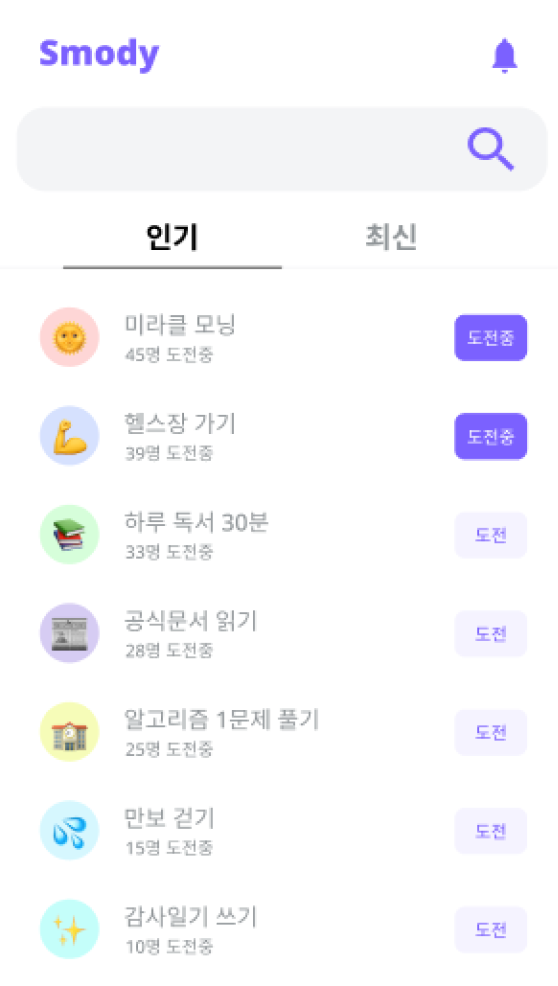 Smody
인기 최신
미라클 모닝
45명 도전중
도전중
헬스장 가기
39명 도전중
도전중
하루 독서 30분
33명 도전중
도전
공식문서 읽기
28명 도전중
도전
알고리즘 1문제 풀기
25명 도전중
도전
만보 걷기
15명 도전중
도전
감사일기 쓰기
10명 도전중
도전